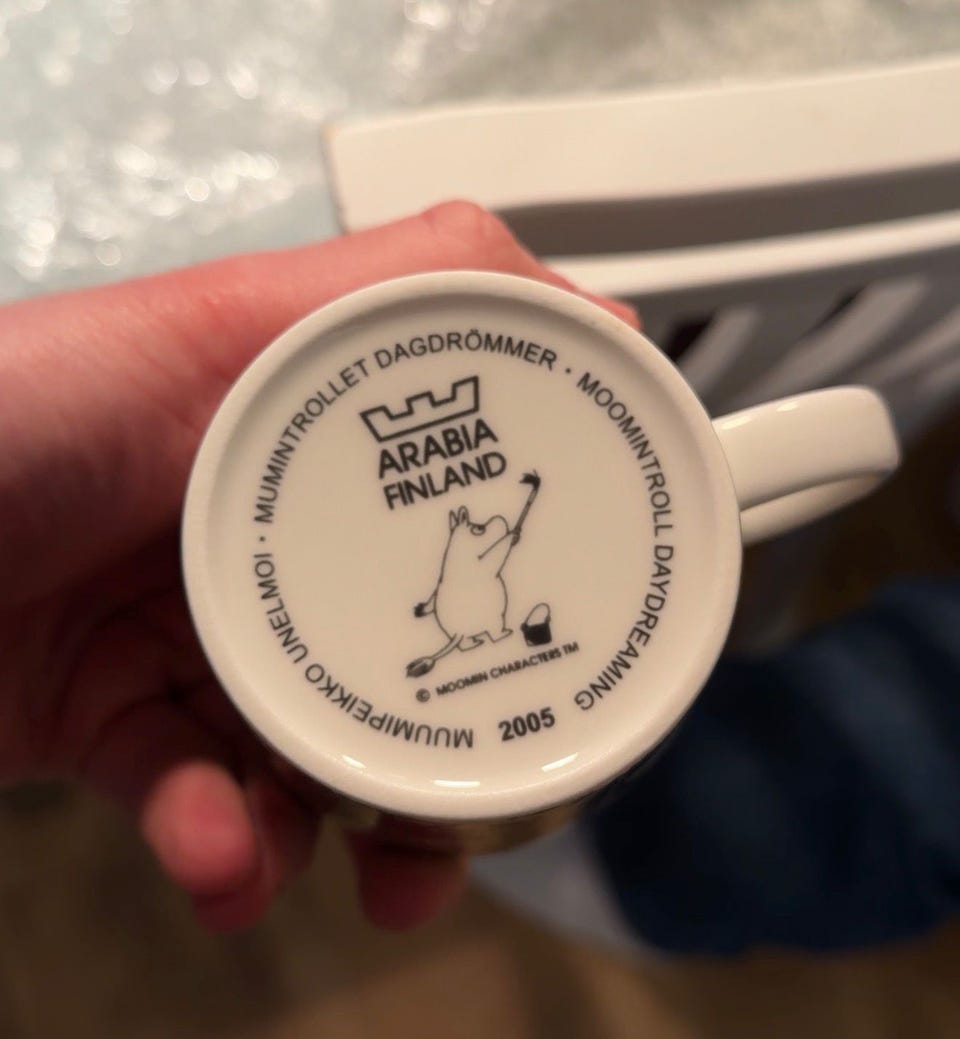 MUUMIPEIKKO UNELMOI · MUMINTROLLET DAGDRÖMMER · MOOMINTROLL DAYDREAMING
ARABIA
FINLAND
© MOOMIN CHARACTERS TM
2005